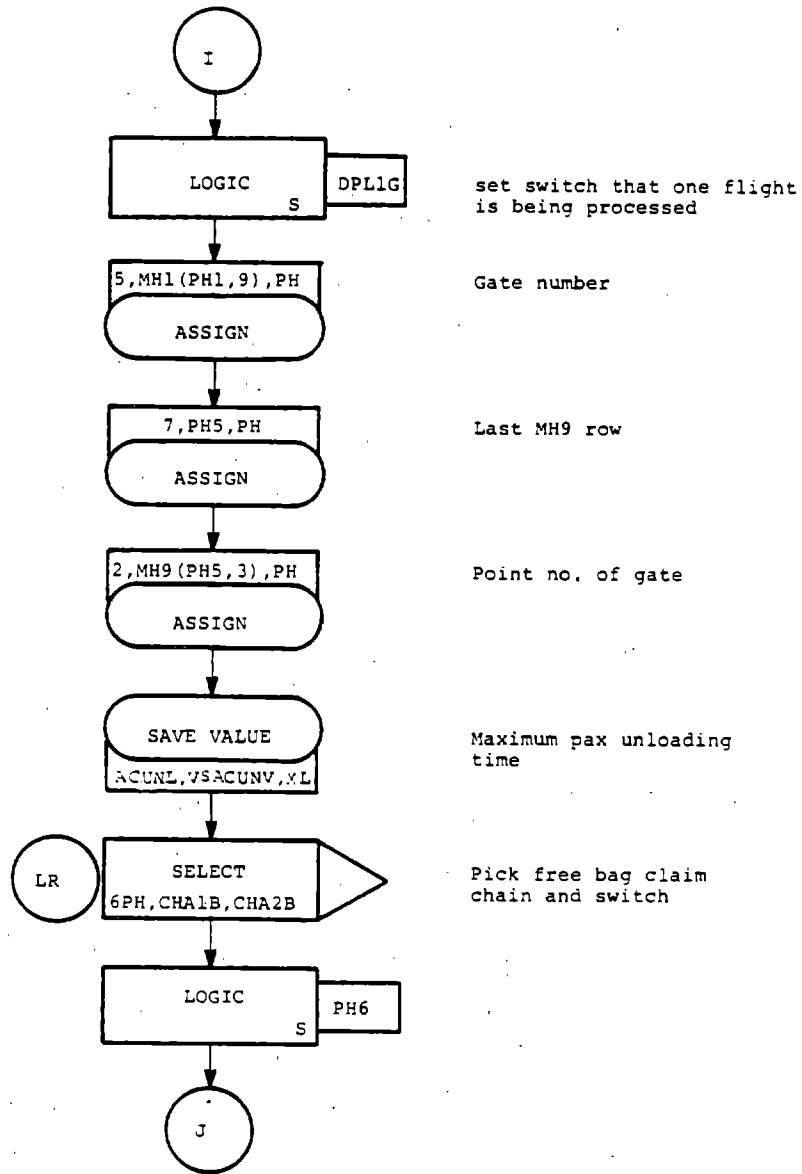 I
LOGIC
S
DPL1G
set switch that one flight
is being processed
5,MH1(PH1,9),PH
ASSIGN
Gate number
7,PH5,PH
ASSIGN
Last MH9 row
2,MH9(PH5,3),PH
ASSIGN
Point no. of gate
SAVE VALUE
ACUNL,VSACUNV,XL
Maximum pax unloading
time
LR
SELECT
6PH,CHA1B,CHA2B
Pick free bag claim
chain and switch
LOGIC
S
PH6
J